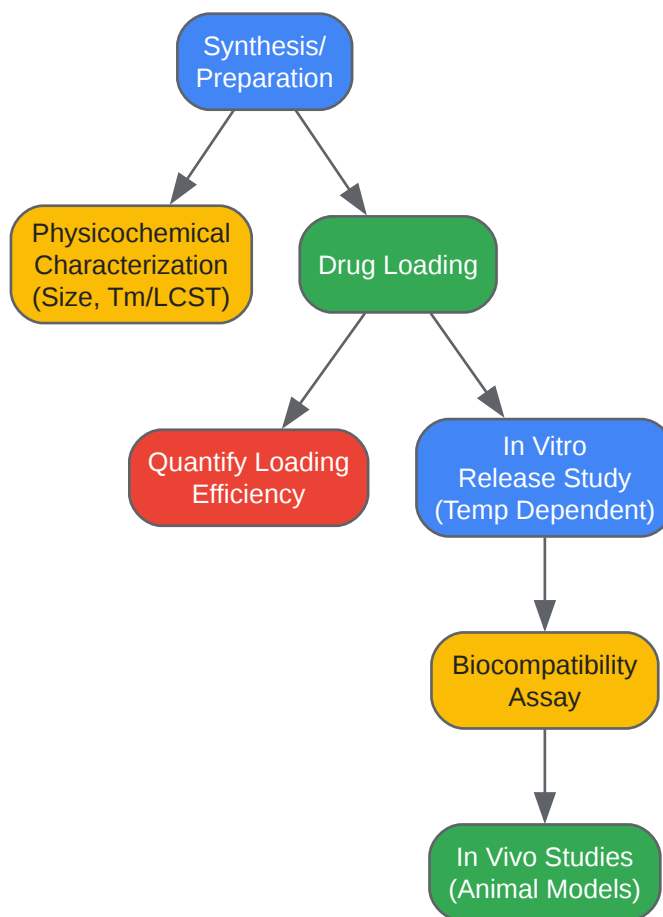 Synthesis/
Preparation
Physicochemical
Characterization
(Size, Tm/LCST)
Drug Loading
Quantify Loading
Efficiency
In Vitro
Release Study
(Temp Dependent)
Biocompatibility
Assay
In Vivo Studies
(Animal Models)